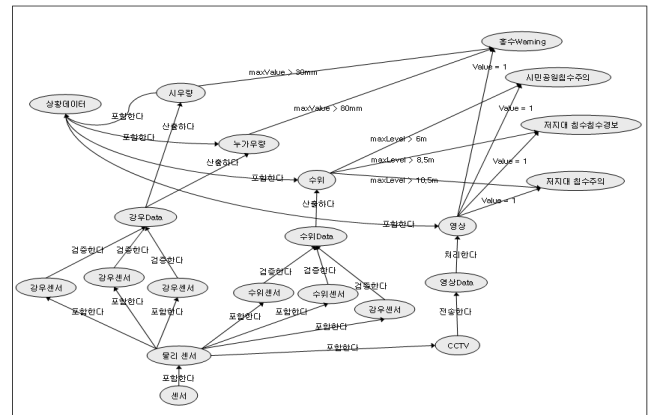 홍수Warning
maxValue > 30mm
Value = 1
시민공원침수주의
시우량
상황데이터
포함한다
maxValue > 80mm
Value = 1
산출하다
포함한다
저지대 침수침수경보
누가우량
maxLevel > 6m
산출하다
maxLevel > 8,5m
Value = 1
포함한다
수위
maxLevel > 10,5m
저지대 침수주의
Value = 1
산출하다
강우Data
포함한다
영상
수위Data
검증한다
검증한다
검증한다
처리한다
강우센서
강우센서
강우센서
검증한다
검증한다
검증한다
영상Data
수위센서
수위센서
강우센서
포함한다
포함한다
포함한다
포함한다
포함한다
포함한다
전송한다
물리 센서
포함한다
CCTV
포함한다
센서